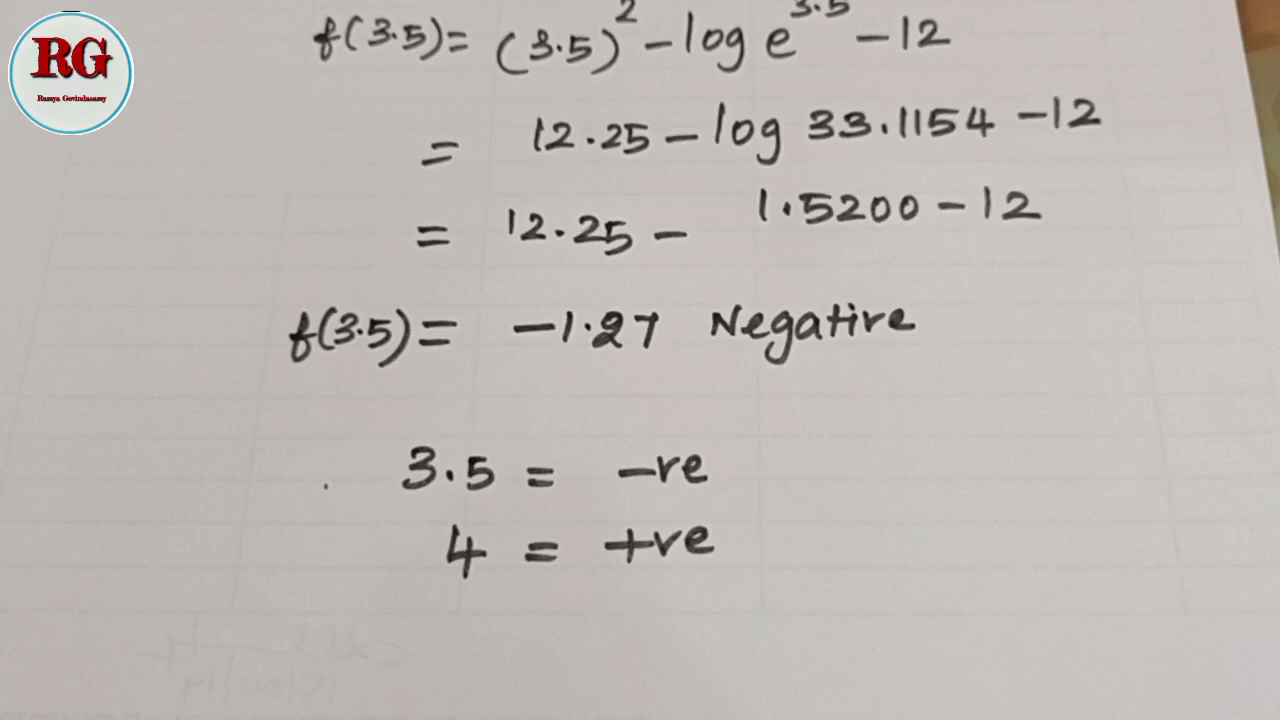 RG
Ramya Govindasamy
f(3.5) = (3.5)² - log e^3.5 - 12
= 12.25 - log 33.1154 - 12
= 12.25 - 1.5200 - 12
f(3.5) = -1.27 Negative
3.5 = -ve
4 = +ve